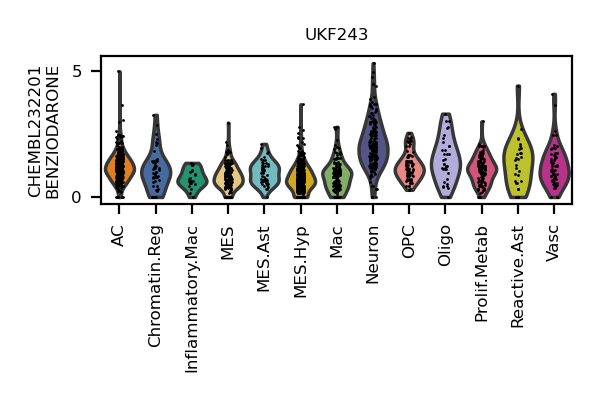 UKF243
CHEMBL232201
BENZIODARONE
5
0
AC
Chromatin.Reg
Inflammatory.Mac
MES
MES.Ast
MES.Hyp
Mac
Neuron
OPC
Oligo
Prolif.Metab
Reactive.Ast
Vasc